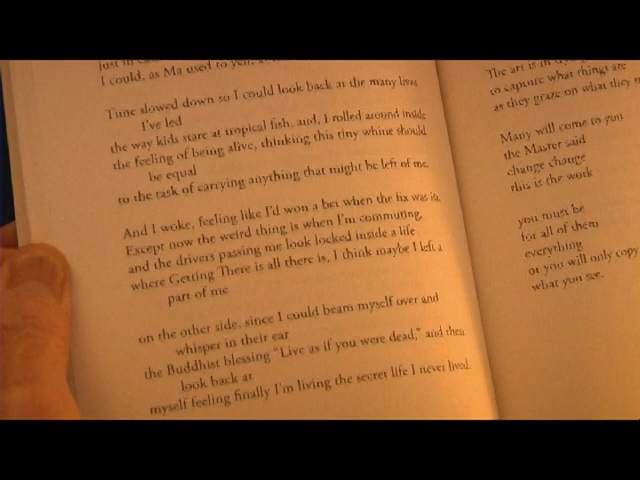 Just in case
I could, as Ma used to yell, at
Time slowed down so I could look back at the many lives
I've led
the way kids stare at tropical fish, and, I rolled around inside
the feeling of being alive, thinking this tiny whine should
be equal
to the task of carrying anything that might be left of me.
And I woke, feeling like I'd won a bet when the fix was in.
Except now the weird thing is when I'm commuting,
and the drivers passing me look locked inside a life
where Getting There is all there is, I think maybe I left a
part of me
on the other side, since I could beam myself over and
whisper in their ear
the Buddhist blessing "Live as if you were dead," and then
look back at
myself feeling finally I'm living the secret life I never lived.
The art is in
to capture what things are
as they graze on what they
Many will come to you
the Master said
change change
this is the work
you must be
for all of them
everything
or you will only copy
what you see.